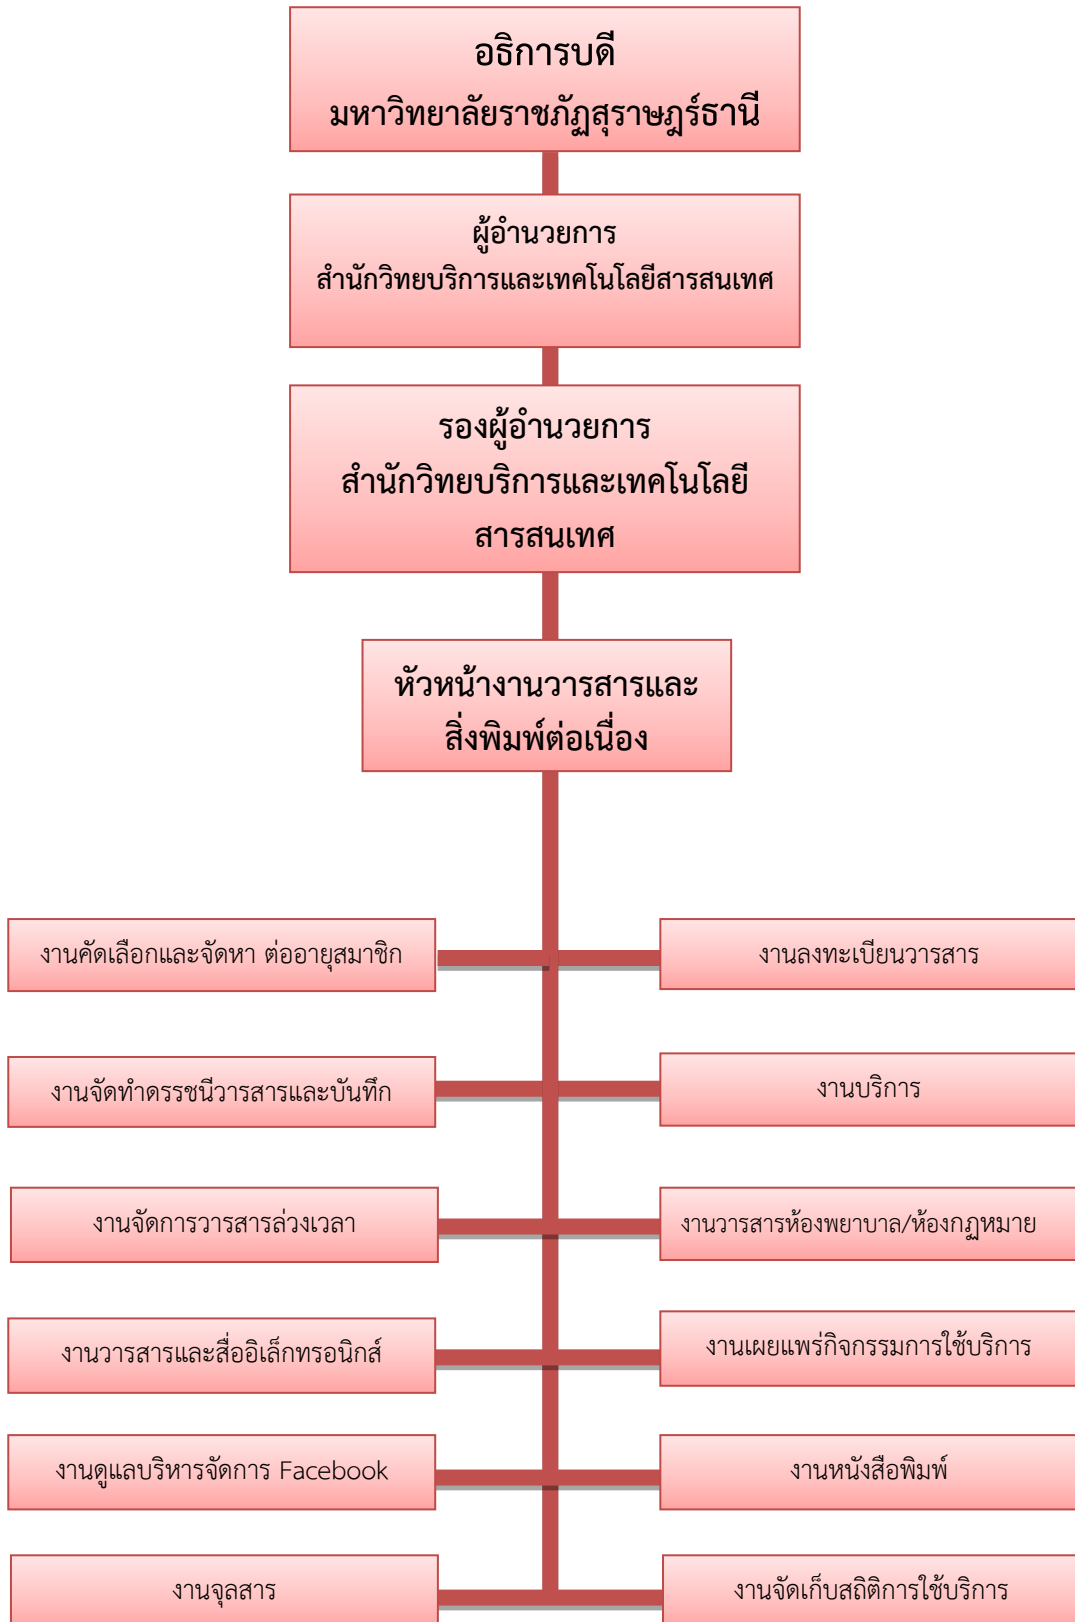 อธิการบดี
มหาวิทยาลัยราชภัฏสุราษฎร์ธานี
ผู้อำนวยการ
สำนักวิทยบริการและเทคโนโลยีสารสนเทศ
รองผู้อำนวยการ
สำนักวิทยบริการและเทคโนโลยี
สารสนเทศ
หัวหน้างานวารสารและ
สิ่งพิมพ์ต่อเนื่อง
งานคัดเลือกและจัดหา ต่ออายุสมาชิก
งานลงทะเบียนวารสาร
งานจัดทำดรรชนีวารสารและบันทึก
งานบริการ
งานจัดการวารสารล่วงเวลา
งานวารสารห้องพยาบาล/ห้องกฎหมาย
งานวารสารและสื่ออิเล็กทรอนิกส์
งานเผยแพร่กิจกรรมการใช้บริการ
งานดูแลบริหารจัดการ Facebook
งานหนังสือพิมพ์
งานจุลสาร
งานจัดเก็บสถิติการใช้บริการ